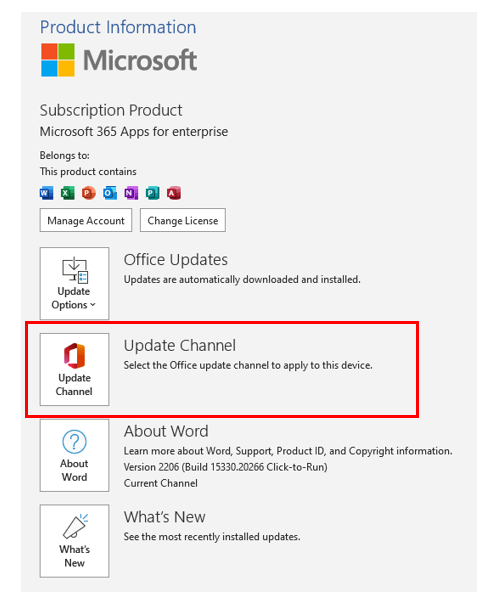 Product Information
Microsoft
Subscription Product
Microsoft 365 Apps for enterprise
Belongs to:
This product contains
W X P O N P A
Manage Account
Change License
Update
Options
Office Updates
Updates are automatically downloaded and installed.
Update
Channel
Update Channel
Select the Office update channel to apply to this device.
About
Word
About Word
Learn more about Word, Support, Product ID, and Copyright information.
Version 2206 (Build 15330.20266 Click-to-Run)
Current Channel
What's
New
What's New
See the most recently installed updates.